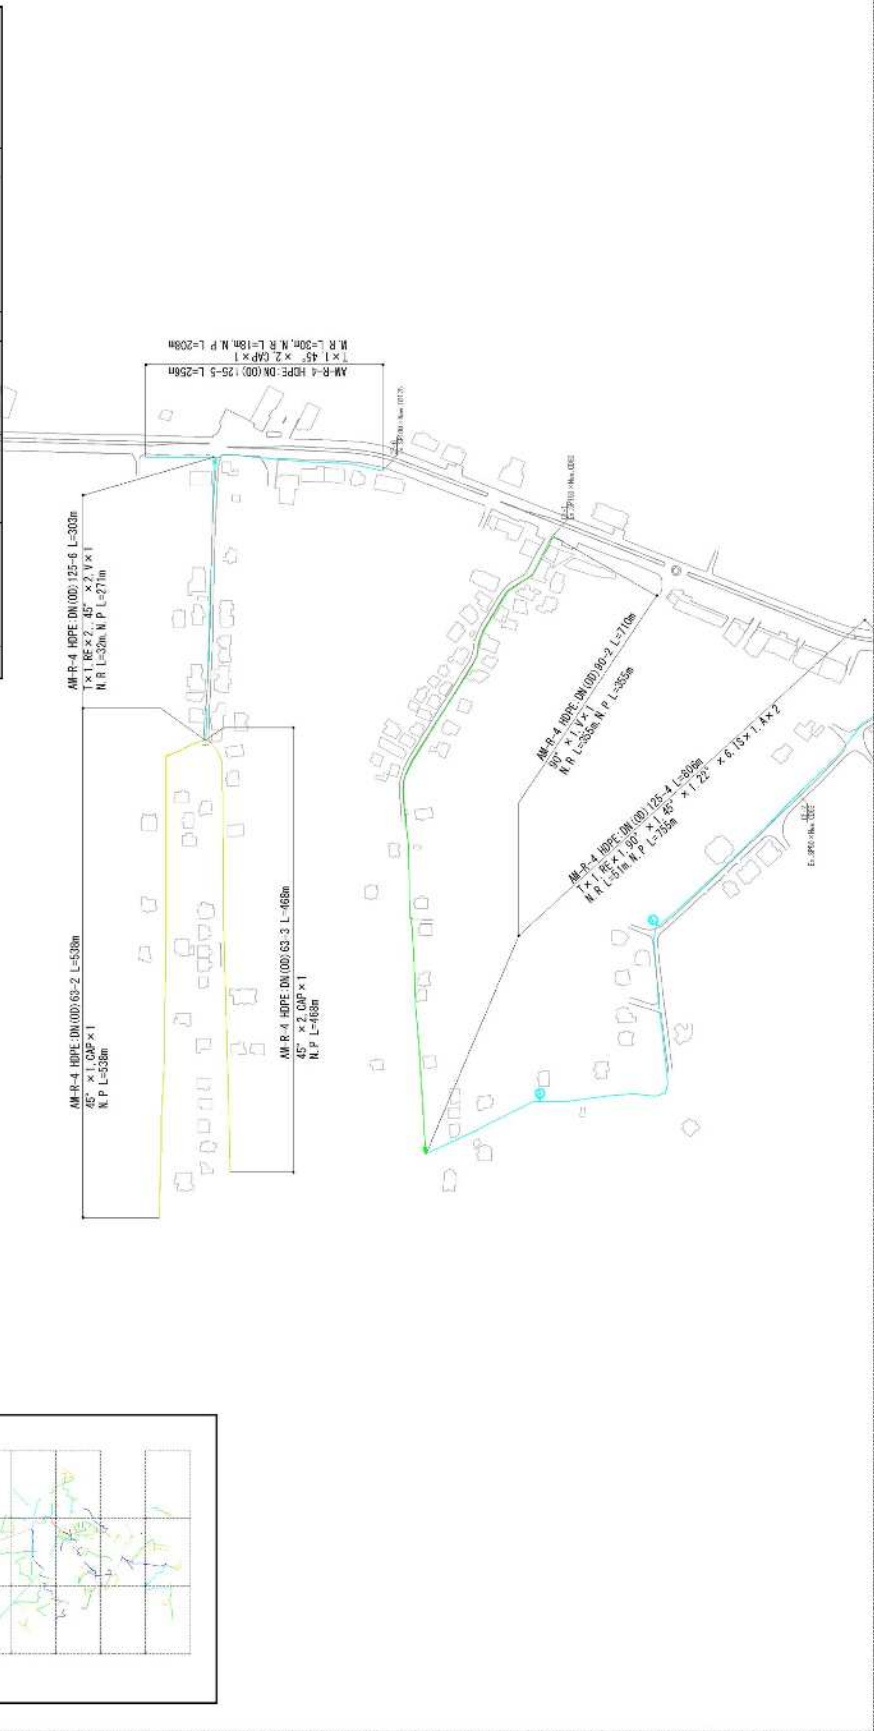 AM-R-4 HDPE:DN(OD)125-5 L=256m
T×1, 45° ×2, CAP×1
W.R L=30m, N.R L=18m, N.P L=208m
AM-R-4 HDPE:DN(OD)125-6 L=303m
T×1, RE×2,. 45° ×2, V×1
N.R L=32m, N.P L=271m
AM-R-4 HDPE:DN(OD)63-2 L=538m
45° ×1, CAP×1
N.P L=538m
AM-R-4 HDPE:DN(OD)63-3 L=468m
45° ×2, CAP×1
N.P L=468m
AM-R-4 HDPE:DN(OD)90-2 L=710m
90° ×1, V×1
N.R L=355m, N.P L=355m
AM-R-4 HDPE:DN(OD)125-4 L=806m
T×1, RE×1, 90° ×1, 45° ×1, 22° ×6, IS×1, A×2
N.R L=51m, N.P L=755m